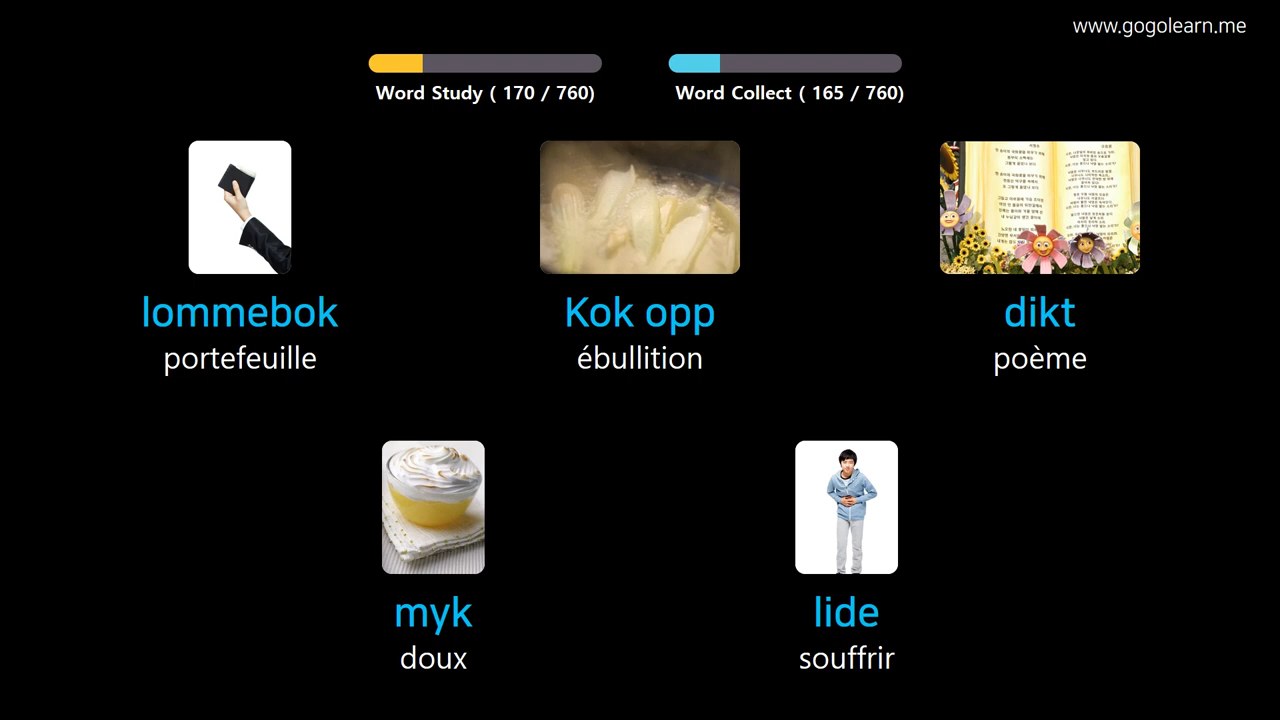 www.gogolearn.me
Word Study ( 170 / 760)
Word Collect ( 165 / 760)
lommebok
portefeuille
Kok opp
ébullition
dikt
poème
myk
doux
lide
souffrir